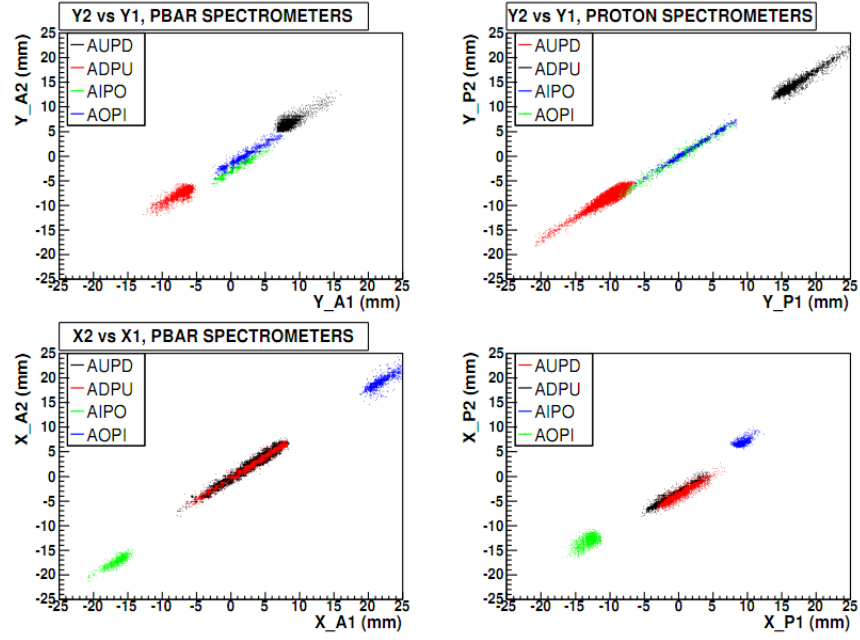 Y2 vs Y1, PBAR SPECTROMETERS
Y_A2
25
20
15
10
5
0
-5
-10
-15
-20
-25
AUPD
ADPU
AIPO
AOPI
-25 -20 -15 -10 -5 0 5 10 15 20 25
Y_A1 (mm)
Y2 vs Y1, PROTON SPECTROMETERS
Y_P2
25
20
15
10
5
0
-5
-10
-15
-20
-25
AUPD
ADPU
AIPO
AOPI
-25 -20 -15 -10 -5 0 5 10 15 20 25
Y_P1 (mm)
X2 vs X1, PBAR SPECTROMETERS
X_A2
25
20
15
10
5
0
-5
-10
-15
-20
-25
AUPD
ADPU
AIPO
AOPI
-25 -20 -15 -10 -5 0 5 10 15 20 25
X_A1 (mm)
X_P2
25
20
15
10
5
0
-5
-10
-15
-20
-25
AUPD
ADPU
AIPO
AOPI
-25 -20 -15 -10 -5 0 5 10 15 20 25
X_P1 (mm)